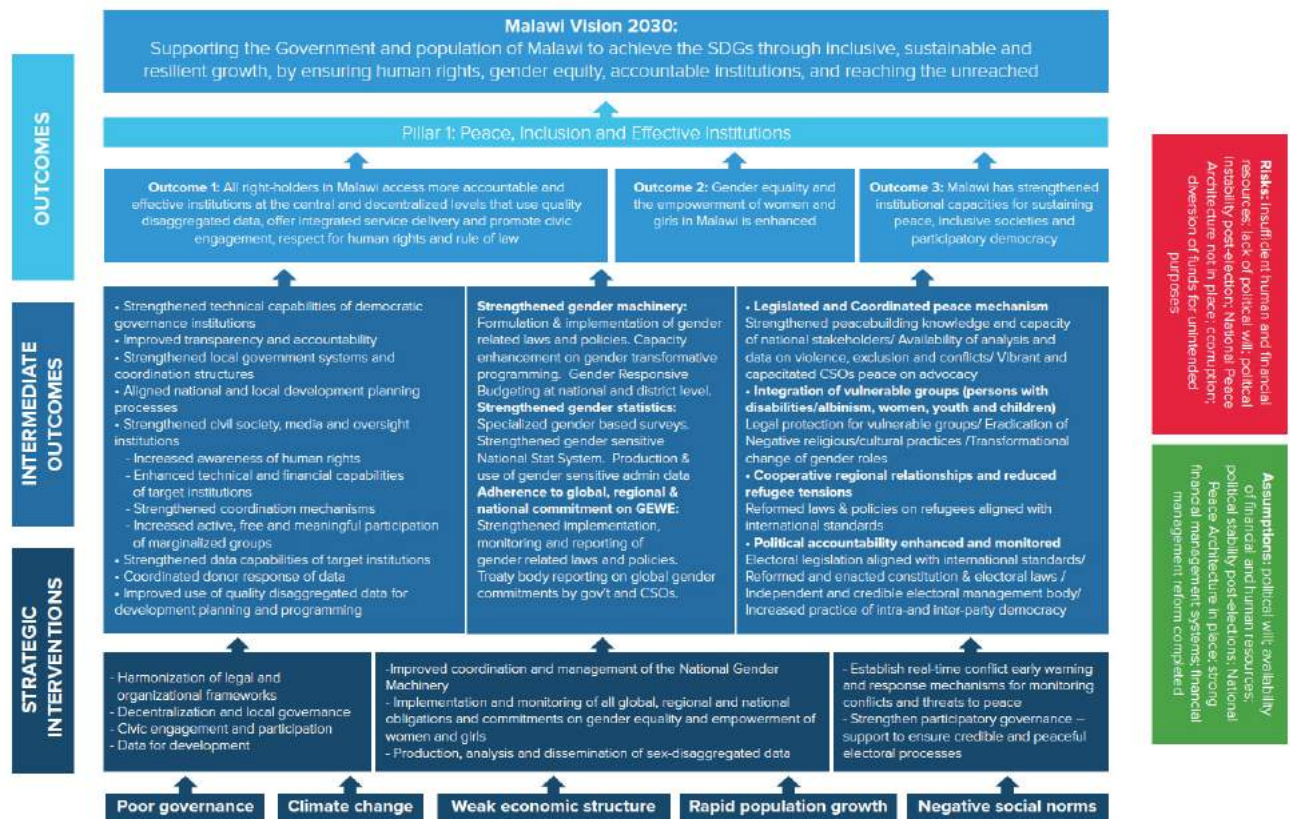 Malawi Vision 2030:
Supporting the Government and population of Malawi to achieve the SDGs through inclusive, sustainable and
resilient growth, by ensuring human rights, gender equity, accountable institutions, and reaching the unreached
OUTCOMES
Pillar 1: Peace, Inclusion and Effective Institutions
Outcome 1: All right-holders in Malawi access more accountable and
effective institutions at the central and decentralized levels that use quality
disaggregated data, offer integrated service delivery and promote civic
engagement, respect for human rights and rule of law
Outcome 2: Gender equality and
the empowerment of women and
girls in Malawi is enhanced
Outcome 3: Malawi has strengthened
institutional capacities for sustaining
peace, inclusive societies and
participatory democracy
INTERMEDIATE
OUTCOMES
• Strengthened technical capabilities of democratic
governance institutions
• Improved transparency and accountability
• Strengthened local government systems and
coordination structures
• Aligned national and local development planning
processes
• Strengthened civil society, media and oversight
institutions
- Increased awareness of human rights
- Enhanced technical and financial capabilities
of target institutions
- Strengthened coordination mechanisms
- Increased active, free and meaningful participation
of marginalized groups
• Strengthened data capabilities of target institutions
• Coordinated donor response of data
• Improved use of quality disaggregated data for
development planning and programming
Strengthened gender machinery:
Formulation & implementation of gender
related laws and policies. Capacity
enhancement on gender transformative
programming. Gender Responsive
Budgeting at national and district level.
Strengthened gender statistics:
Specialized gender based surveys.
Strengthened gender sensitive
National Stat System. Production &
use of gender sensitive admin data
Adherence to global, regional &
national commitment on GEWE:
Strengthened implementation,
monitoring and reporting of
gender related laws and policies.
Treaty body reporting on global gender
commitments by gov't and CSOs.
• Legislated and Coordinated peace mechanism
Strengthened peacebuilding knowledge and capacity
of national stakeholders/ Availability of analysis and
data on violence, exclusion and conflicts/ Vibrant and
capacitated CSOs peace on advocacy
• Integration of vulnerable groups (persons with
disabilities/albinism, women, youth and children)
Legal protection for vulnerable groups/ Eradication of
Negative religious/cultural practices /Transformational
change of gender roles
• Cooperative regional relationships and reduced
refugee tensions
Reformed laws & policies on refugees aligned with
international standards
• Political accountability enhanced and monitored
Electoral legislation aligned with international standards/
Reformed and enacted constitution & electoral laws /
Independent and credible electoral management body/
Increased practice of intra-and inter-party democracy
STRATEGIC
INTERVENTIONS
- Harmonization of legal and
organizational frameworks
- Decentralization and local governance
- Civic engagement and participation
- Data for development
-Improved coordination and management of the National Gender
Machinery
- Implementation and monitoring of all global, regional and national
obligations and commitments on gender equality and empowerment of
women and girls
- Production, analysis and dissemination of sex-disaggregated data
- Establish real-time conflict early warning
and response mechanisms for monitoring
conflicts and threats to peace
- Strengthen participatory governance –
support to ensure credible and peaceful
electoral processes
Poor governance
Climate change
Weak economic structure
Rapid population growth
Negative social norms
Risks: insufficient human and financial
resources; lack of political will; political
instability post-election; National Peace
Architecture not in place; ccorruption;
diversion of funds for unintended
purposes
Assumptions: political will; availability
of financial and human resources;
political stability post-elections; National
Peace Architecture in place; strong
financial management systems; financial
management reform completed